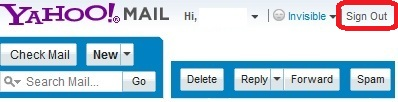 YAHOO! MAIL Hi, Invisible Sign Out
Check Mail New Delete Reply Forward Spam
Search Mail... Go